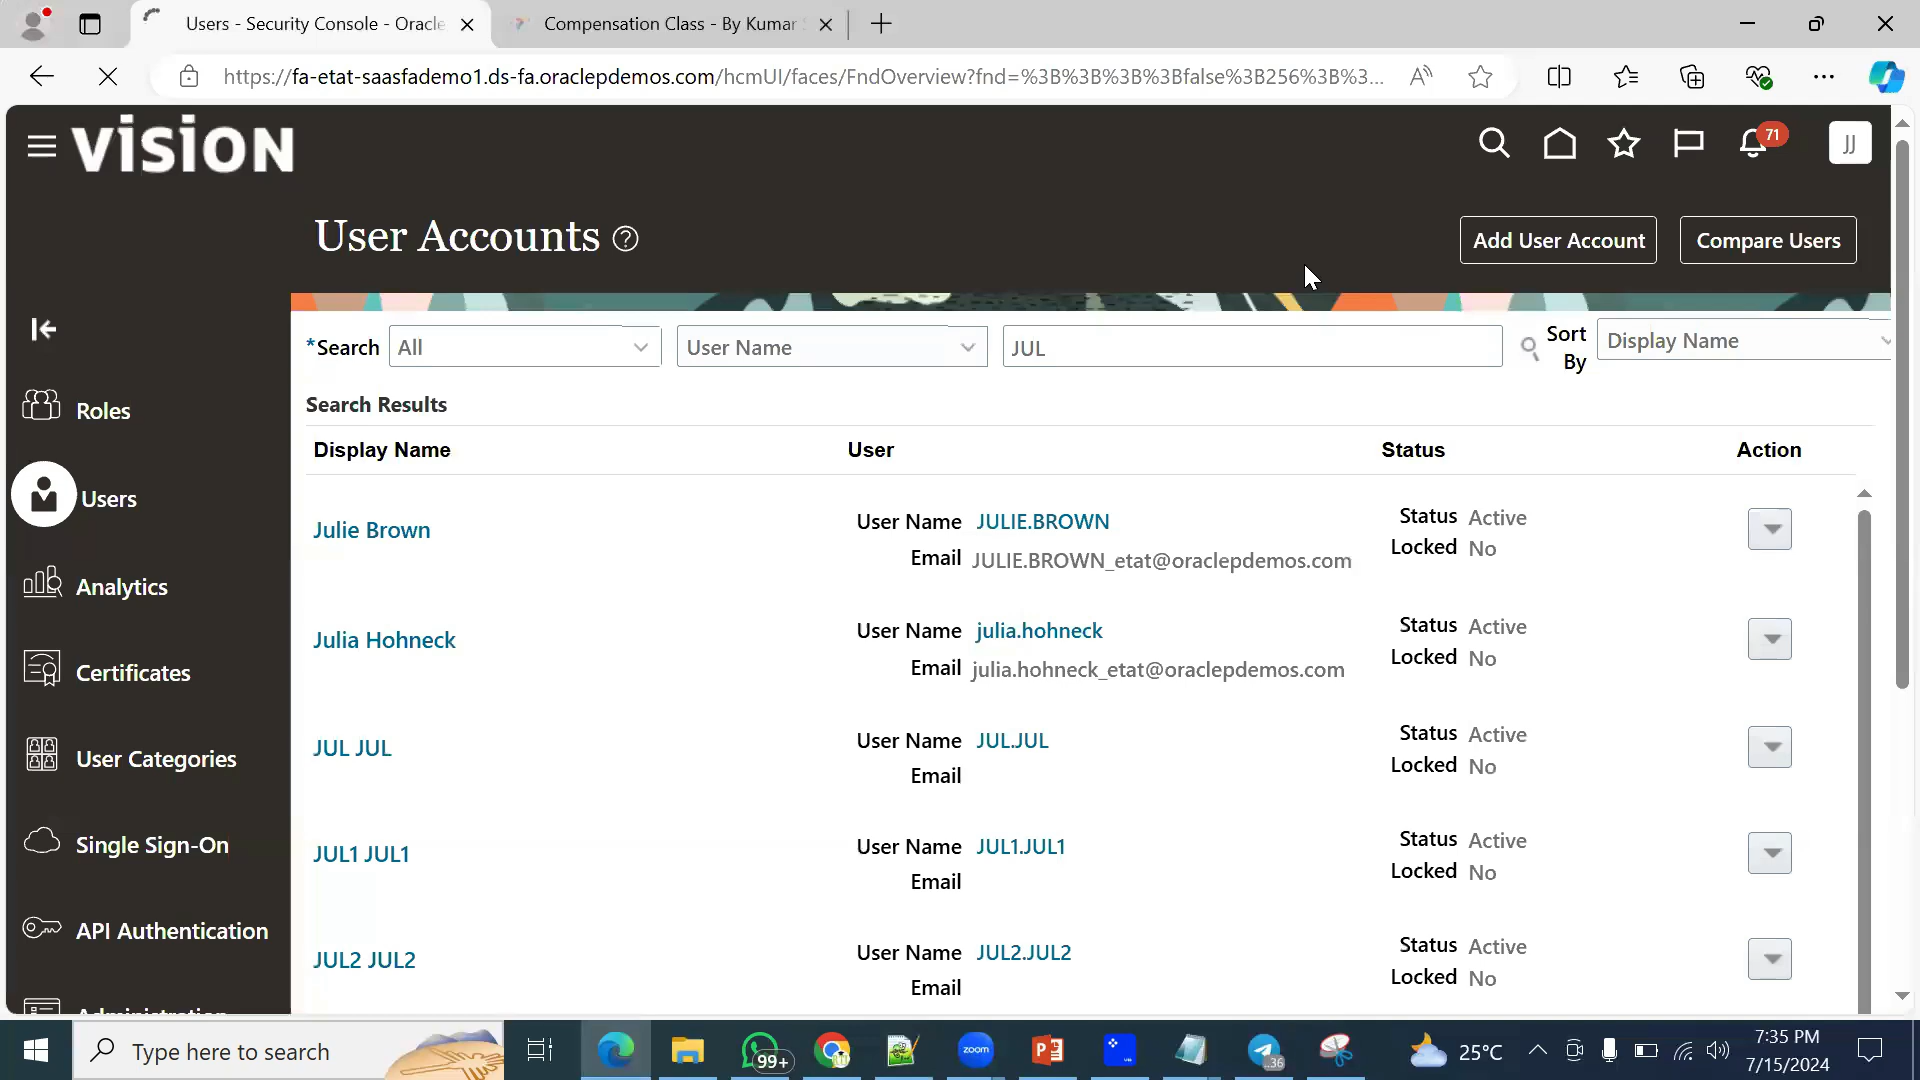 Users - Security Console - Oracle
Compensation Class - By Kumar S
https://fa-etat-saasfademo1.ds-fa.oraclepdemos.com/hcmUI/faces/FndOverview?fnd=%3B%3B%3B%3Bfalse%3B256%3B%3...
VISION
71
JJ
User Accounts
Add User Account
Compare Users
*Search All
User Name
JUL
Sort By
Display Name
Search Results
Display Name User Status Action
Roles
Users
Analytics
Certificates
User Categories
Single Sign-On
API Authentication
Administration
Julie Brown
User Name JULIE.BROWN
Email JULIE.BROWN_etat@oraclepdemos.com
Status Active
Locked No
Julia Hohneck
User Name julia.hohneck
Email julia.hohneck_etat@oraclepdemos.com
Status Active
Locked No
JUL JUL
User Name JUL.JUL
Email
Status Active
Locked No
JUL1 JUL1
User Name JUL1.JUL1
Email
Status Active
Locked No
JUL2 JUL2
User Name JUL2.JUL2
Email
Status Active
Locked No
Type here to search
99+
zoom
36
25°C
7:35 PM
7/15/2024